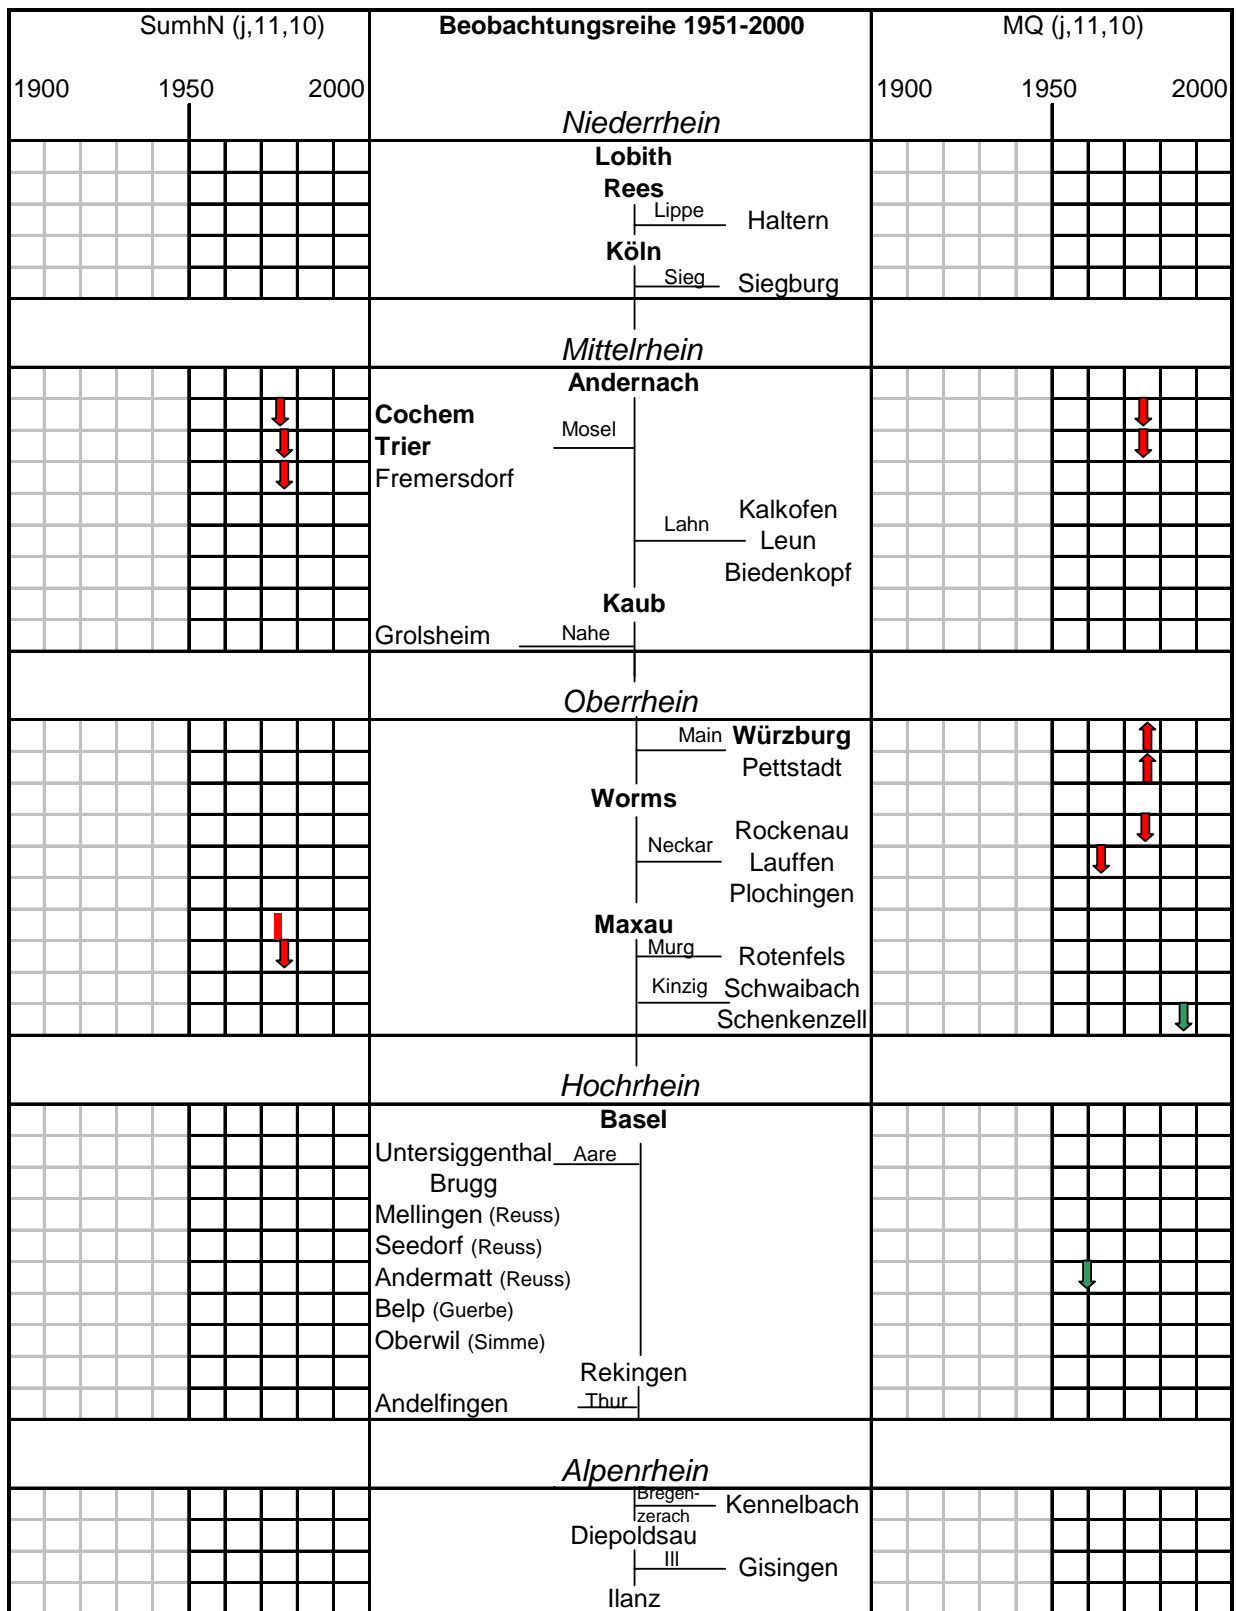 SumhN (j,11,10) Beobachtungsreihe 1951-2000 MQ (j,11,10)
1900 1950 2000 1900 1950 2000
Niederrhein
Lobith
Rees
Lippe Haltern
Köln
Sieg Siegburg
Mittelrhein
Andernach
Cochem
Mosel
Trier
Fremersdorf
Kalkofen
Lahn
Leun
Biedenkopf
Kaub
Grolsheim Nahe
Oberrhein
Main Würzburg
Pettstadt
Worms
Rockenau
Neckar
Lauffen
Plochingen
Maxau
Murg Rotenfels
Kinzig Schwaibach
Schenkenzell
Hochrhein
Basel
Untersiggenthal Aare
Brugg
Mellingen (Reuss)
Seedorf (Reuss)
Andermatt (Reuss)
Belp (Guerbe)
Oberwil (Simme)
Rekingen
Andelfingen Thur
Alpenrhein
Bregen-
Kennelbach
zerach
Diepoldsau
Ill Gisingen
Ilanz